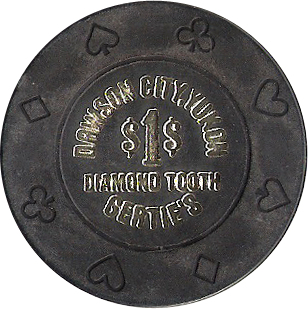 DAWSON CITY, YUKON
$1$
DIAMOND TOOTH
GERTIE'S